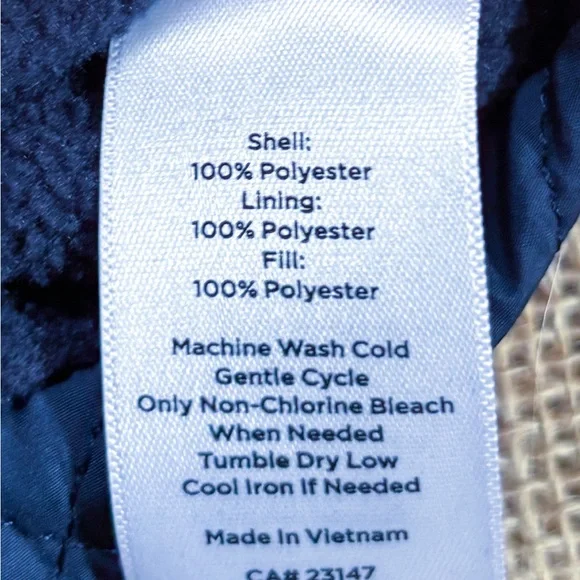 Shell:
100% Polyester
Lining:
100% Polyester
Fill:
100% Polyester
Machine Wash Cold
Gentle Cycle
Only Non-Chlorine Bleach
When Needed
Tumble Dry Low
Cool Iron If Needed
Made In Vietnam
CA# 23147